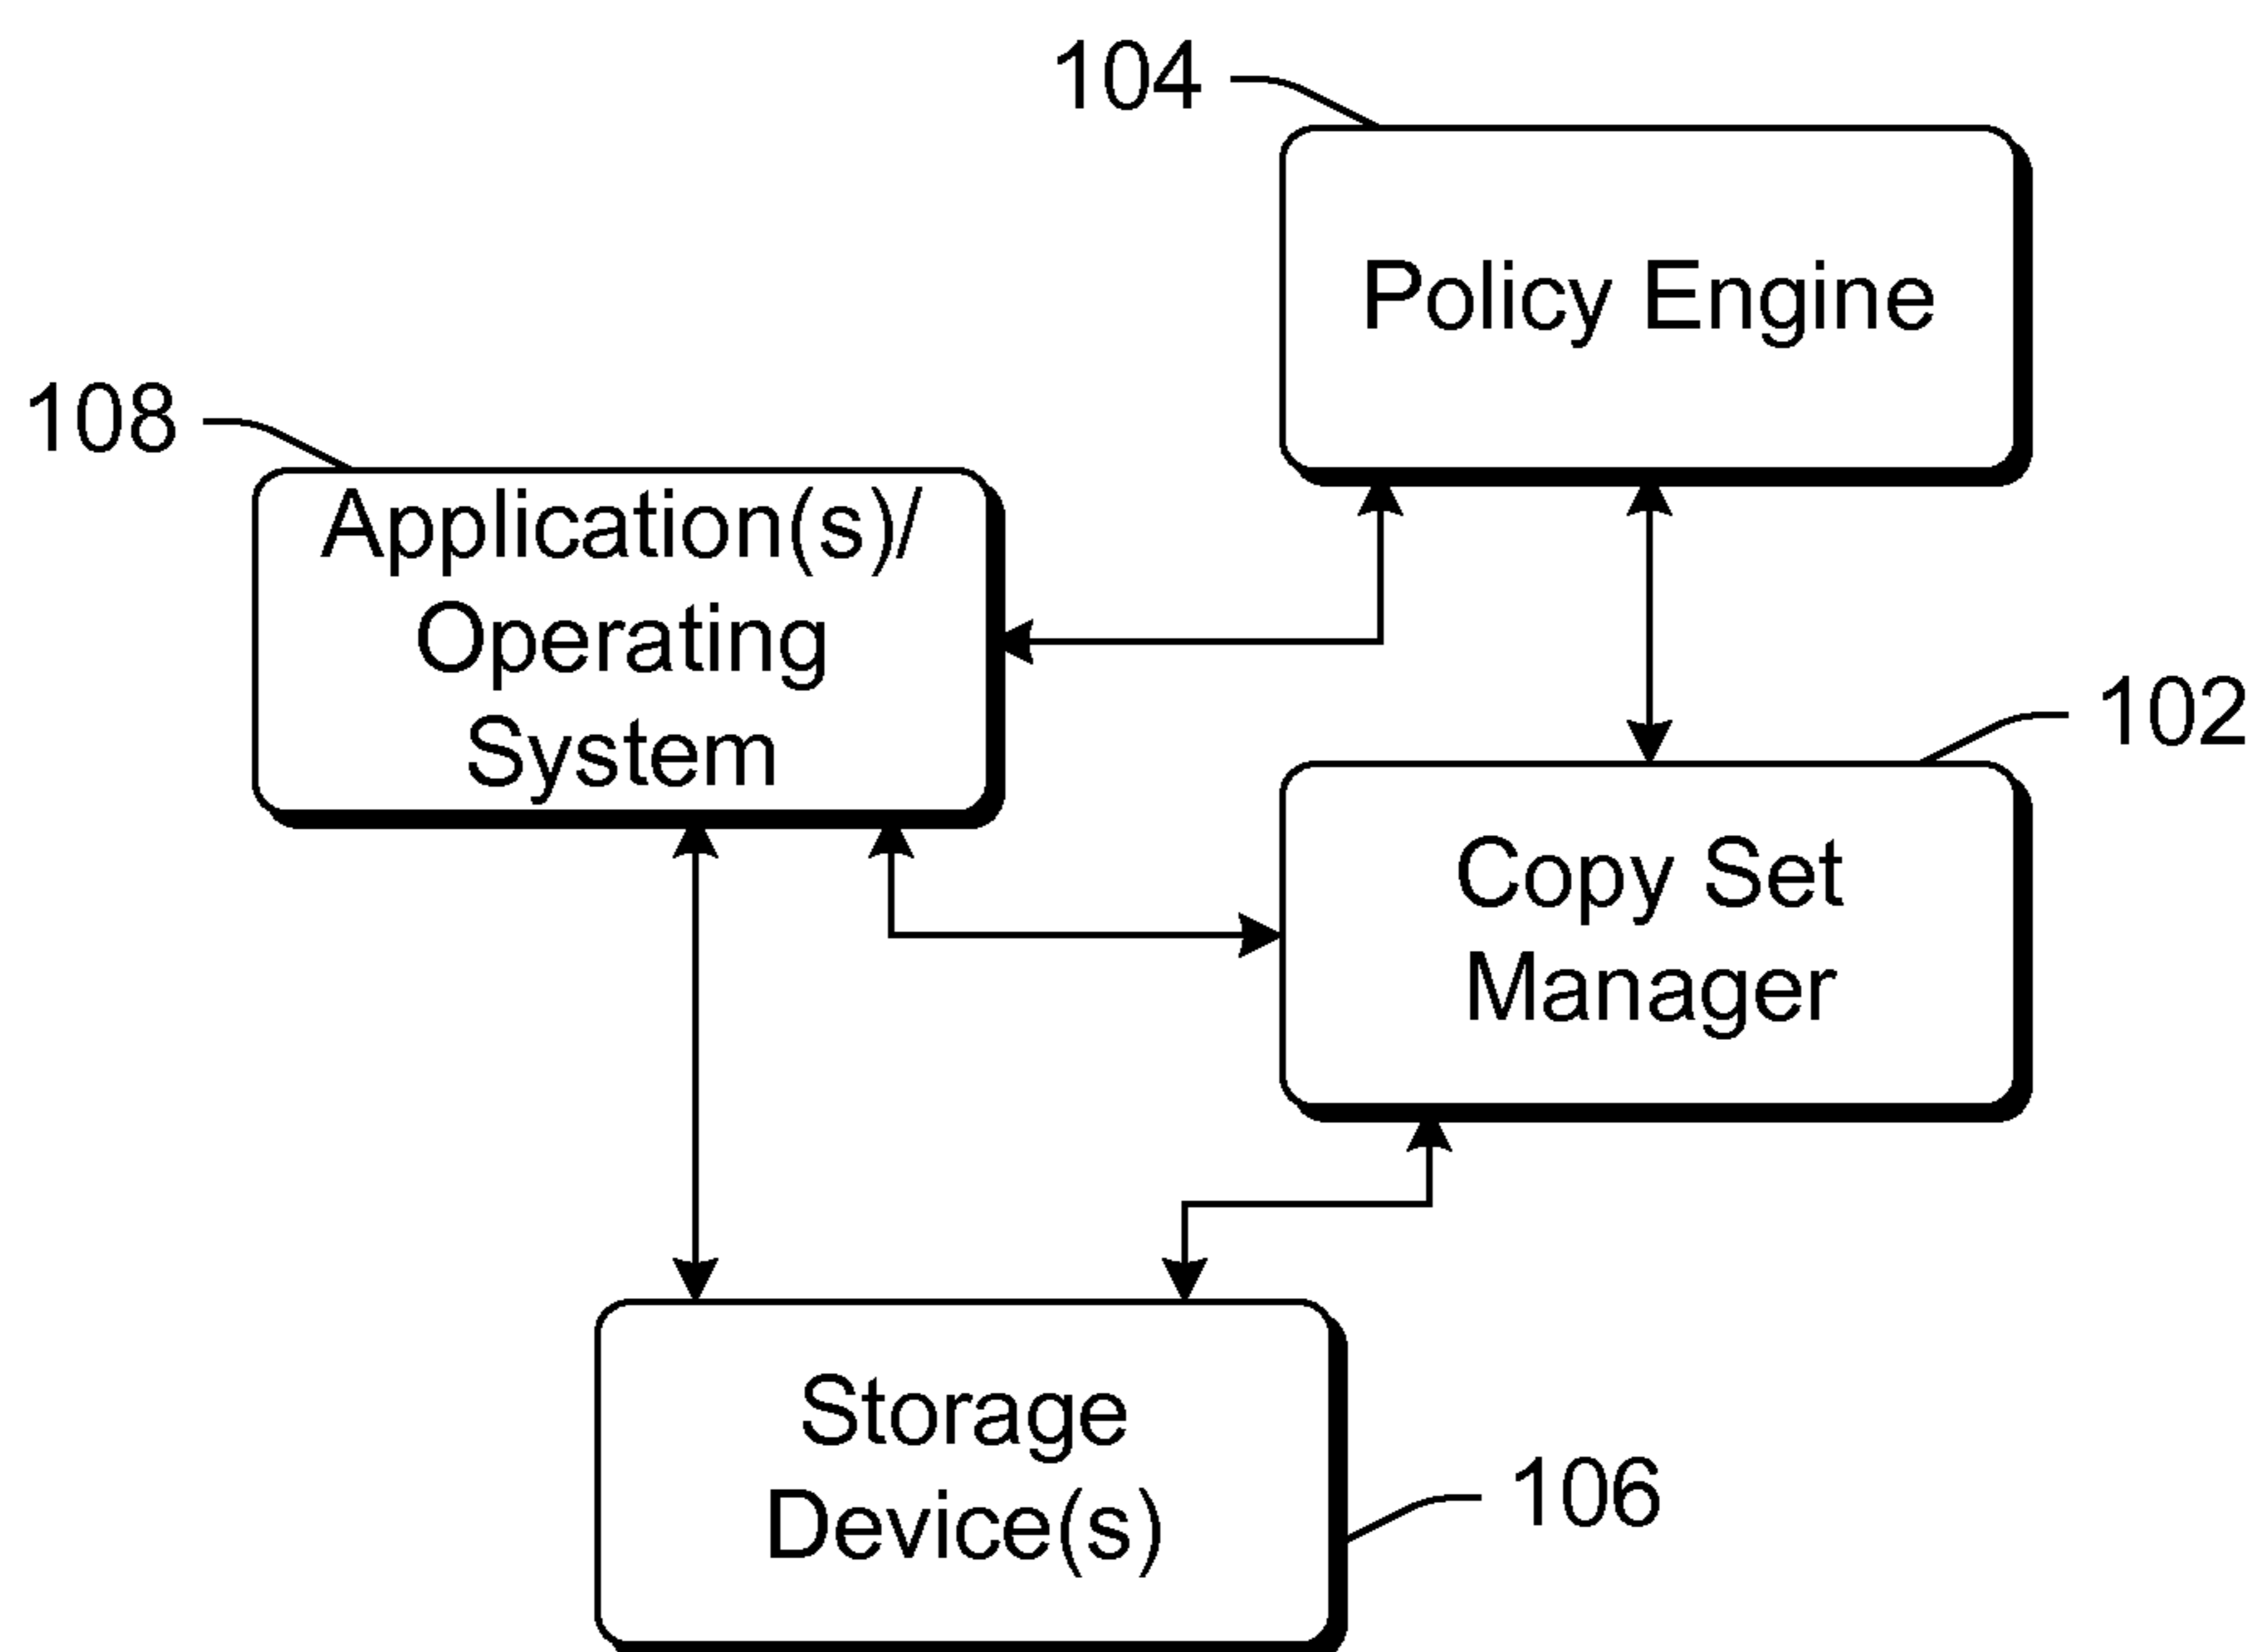 104
Policy Engine
108
Application(s)/
Operating
System
102
Copy Set
Manager
Storage
Device(s)
106